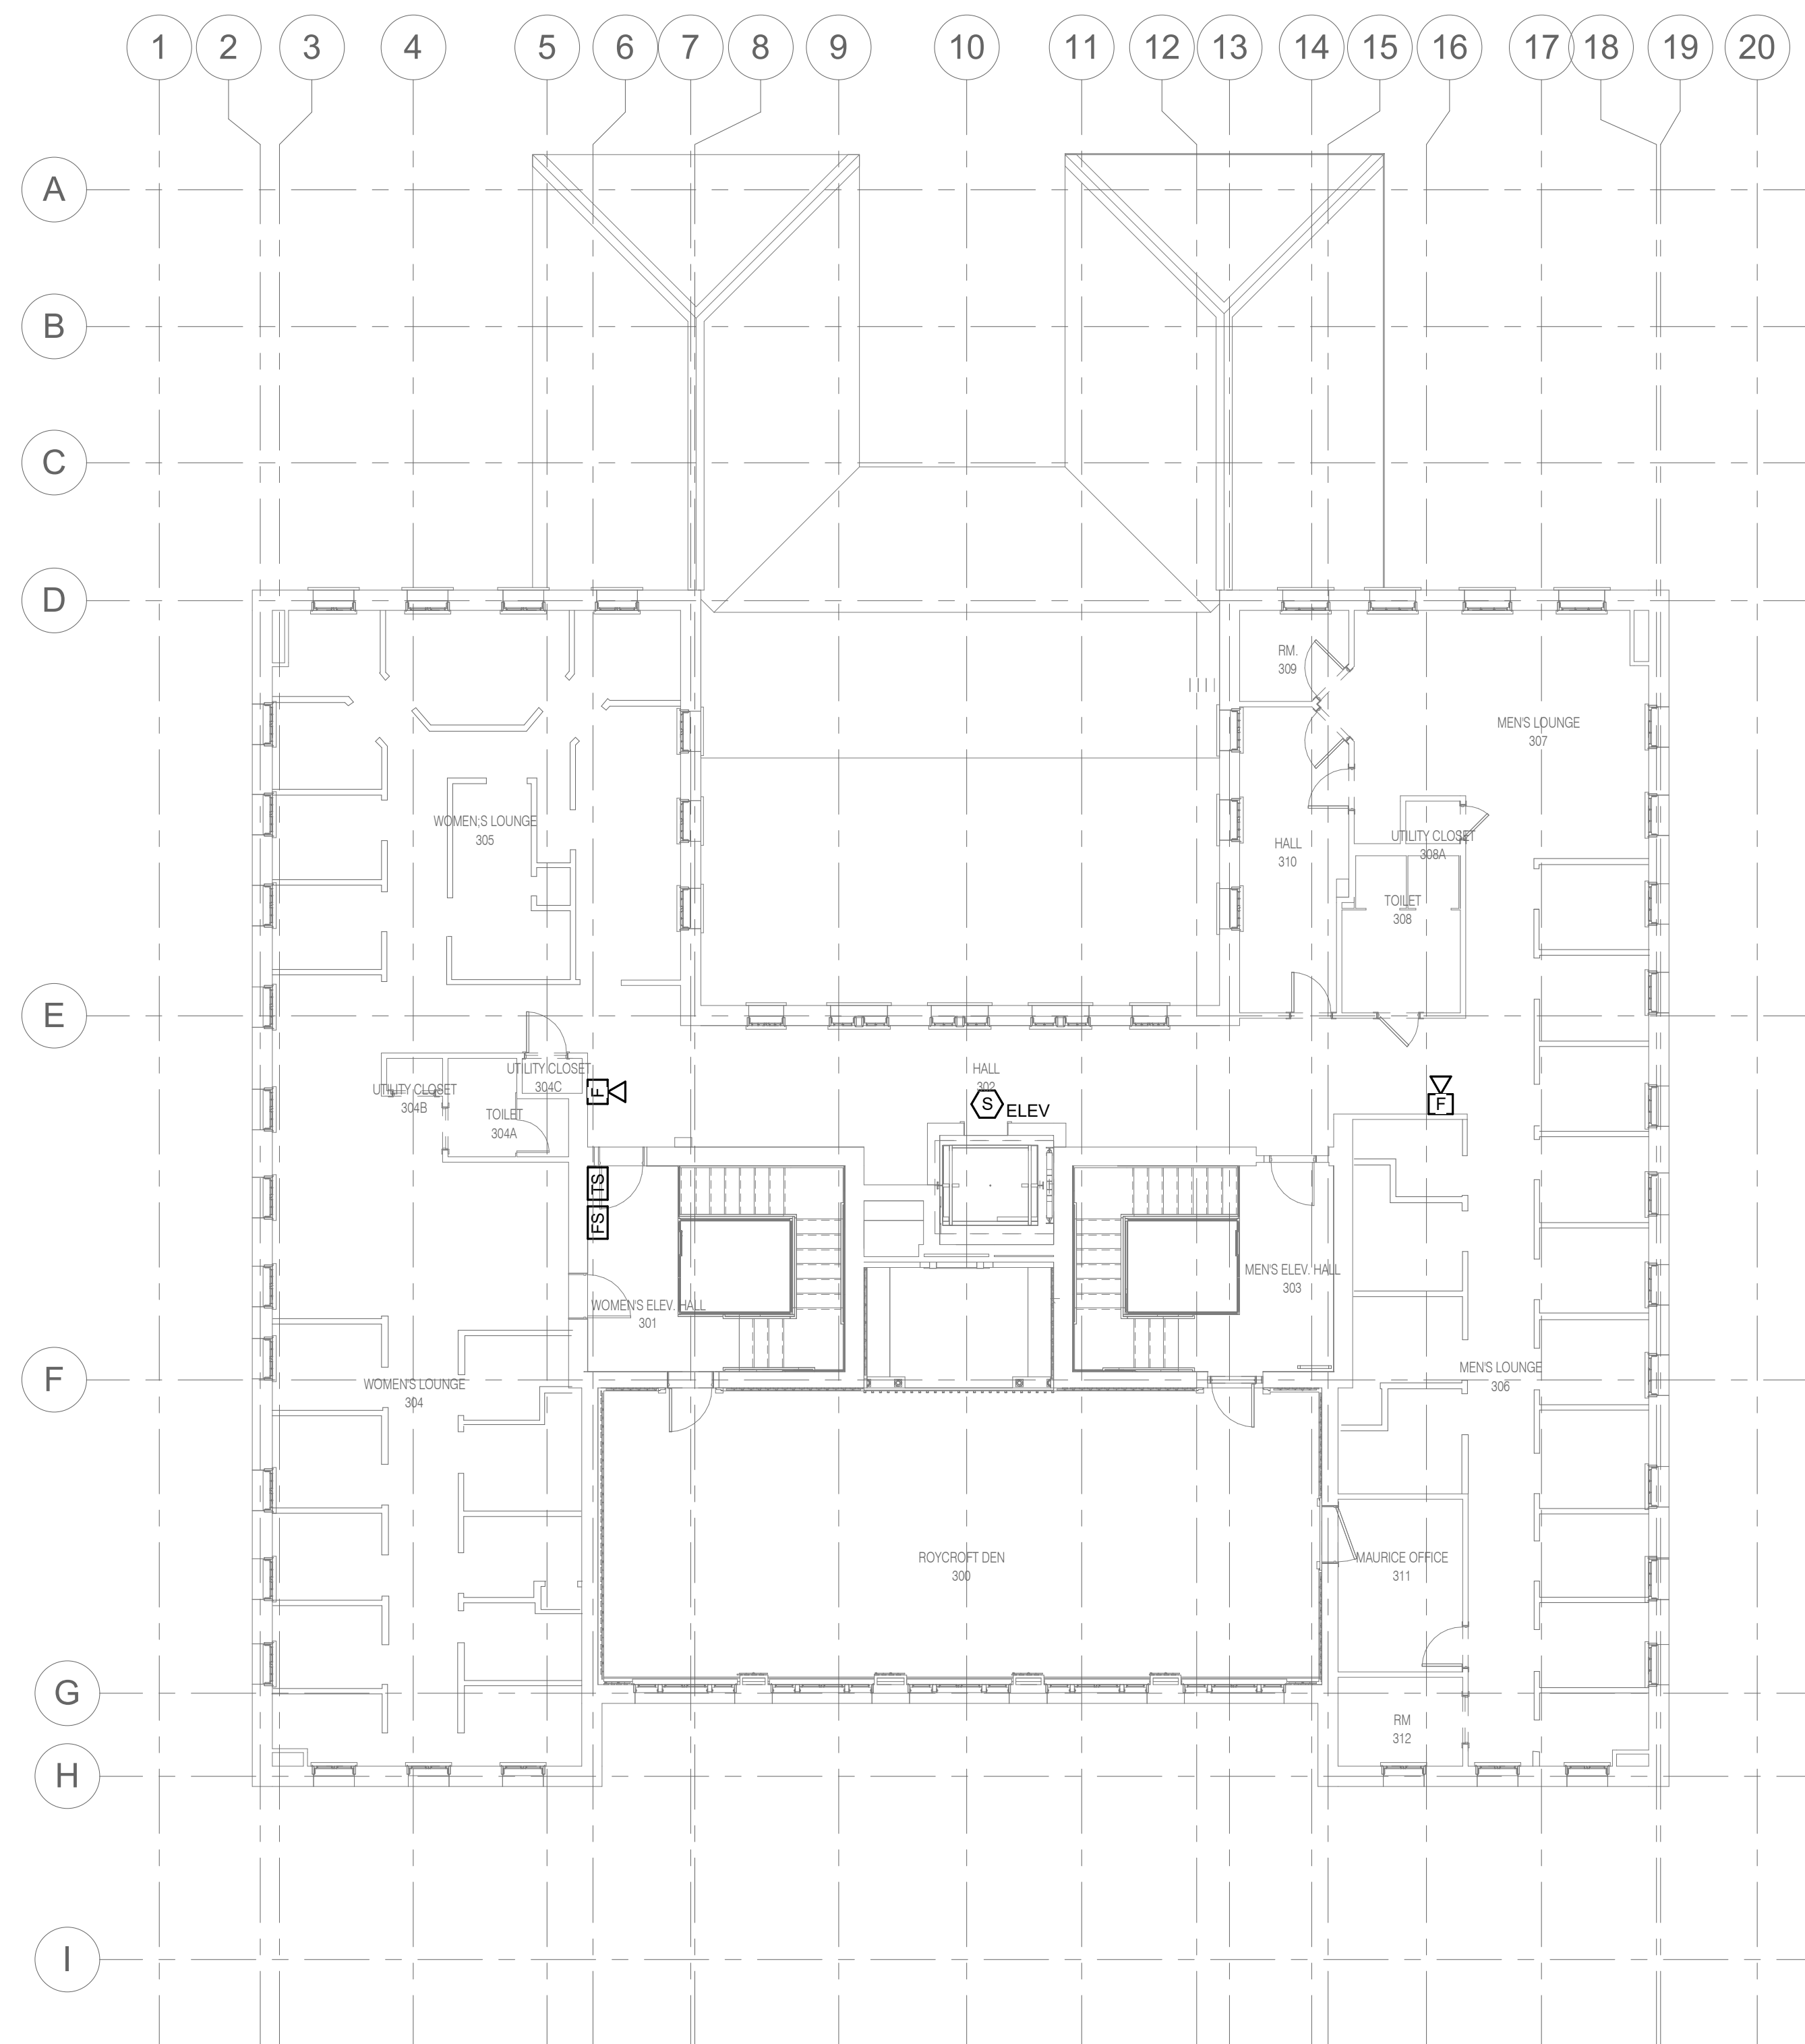 1 2 3 4 5 6 7 8 9 10 11 12 13 14 15 16 17 18 19 20
A
B
C
D
RM.
309
MEN'S LOUNGE
307
WOMEN;S LOUNGE
305
UTILITY CLOSET
308A
HALL
310
TOILET
308
E
UTILITY CLOSET
304C
HALL
302
UTILITY CLOSET
304B
F
F
S
ELEV
TOILET
304A
TS
FS
MEN'S ELEV. HALL
303
WOMEN'S ELEV. HALL
301
F
MEN'S LOUNGE
306
WOMEN'S LOUNGE
304
ROYCROFT DEN
300
MAURICE OFFICE
311
G
RM
312
H
I